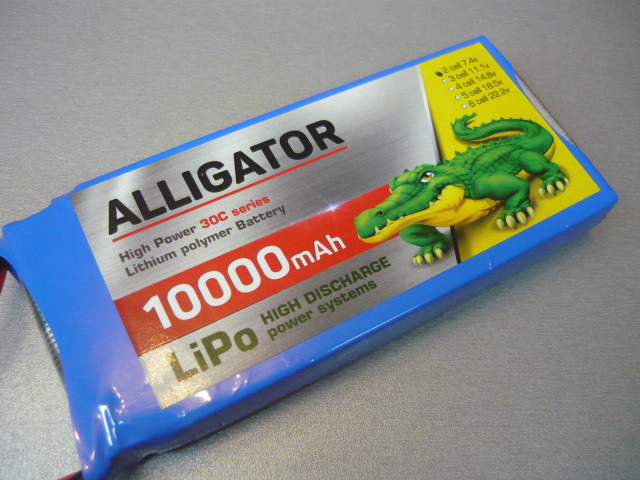 ALLIGATOR
High Power 30C series
Lithium polymer Battery
10000mAh
LiPo
HIGH DISCHARGE
power systems
2 cell 7.4v
3 cell 11.1v
4 cell 14.8v
5 cell 18.5v
6 cell 22.2v